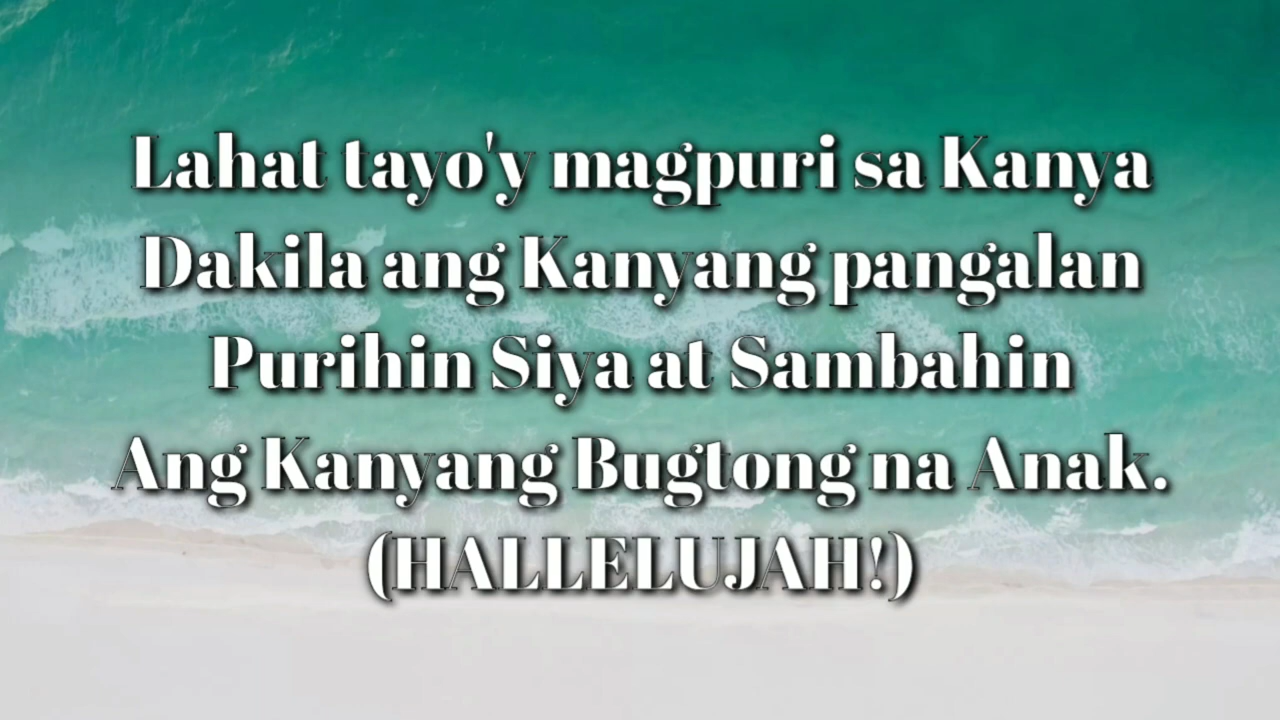 Lahat tayo'y magpuri sa Kanya
Dakila ang Kanyang pangalan
Purihin Siya at Sambahin
Ang Kanyang Bugtong na Anak.
(HALLELUJAH!)